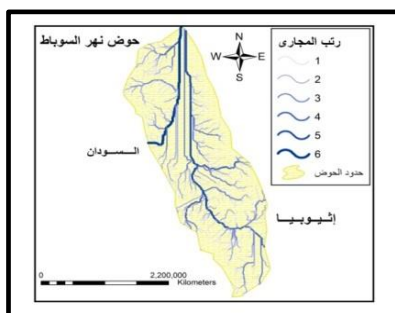 حوض نهر السوباط
N
W E
S
رتب المجارى
1
2
3
4
5
6
حدود الحوض
الـسـودان
إثـيـوبـيـا
0 2,200,000
Kilometers